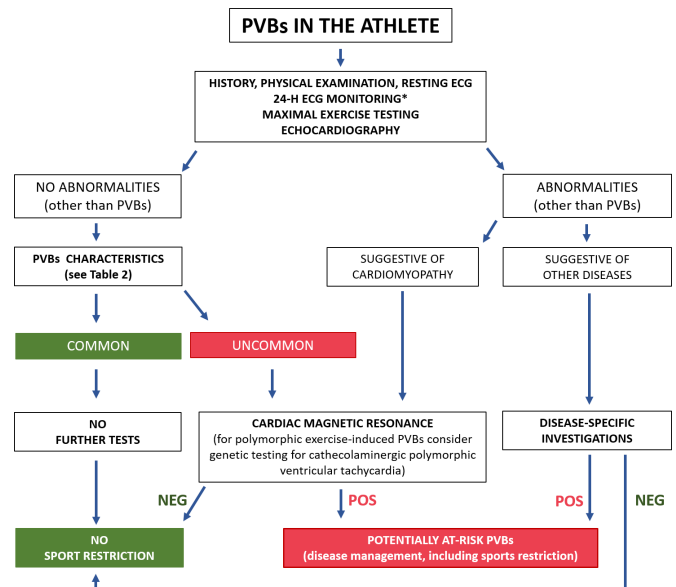 PVBs IN THE ATHLETE
HISTORY, PHYSICAL EXAMINATION, RESTING ECG
24-H ECG MONITORING*
MAXIMAL EXERCISE TESTING
ECHOCARDIOGRAPHY
NO ABNORMALITIES
(other than PVBs)
ABNORMALITIES
(other than PVBs)
PVBs CHARACTERISTICS
(see Table 2)
SUGGESTIVE OF
CARDIOMYOPATHY
SUGGESTIVE OF
OTHER DISEASES
COMMON
UNCOMMON
NO
FURTHER TESTS
CARDIAC MAGNETIC RESONANCE
(for polymorphic exercise-induced PVBs consider
genetic testing for cathecolaminergic polymorphic
ventricular tachycardia)
DISEASE-SPECIFIC
INVESTIGATIONS
NEG
POS
POS
NEG
NO
SPORT RESTRICTION
POTENTIALLY AT-RISK PVBs
(disease management, including sports restriction)